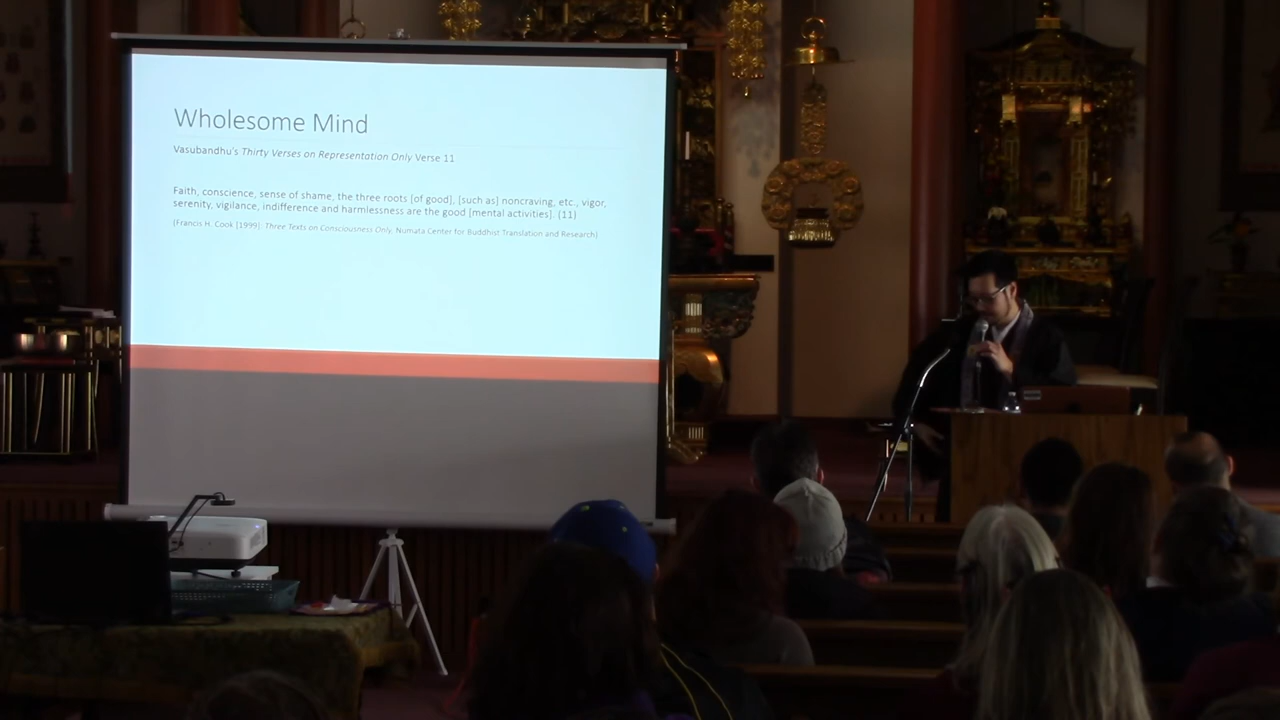 Wholesome Mind
Vasubandhu's Thirty Verses on Representation Only Verse 11
Faith, conscience, sense of shame, the three roots [of good], [such as] noncraving, etc., vigor,
serenity, vigilance, indifference and harmlessness are the good [mental activities]. (11)
(Francis H. Cook [1999]: Three Texts on Consciousness Only, Numata Center for Buddhist Translation and Research)